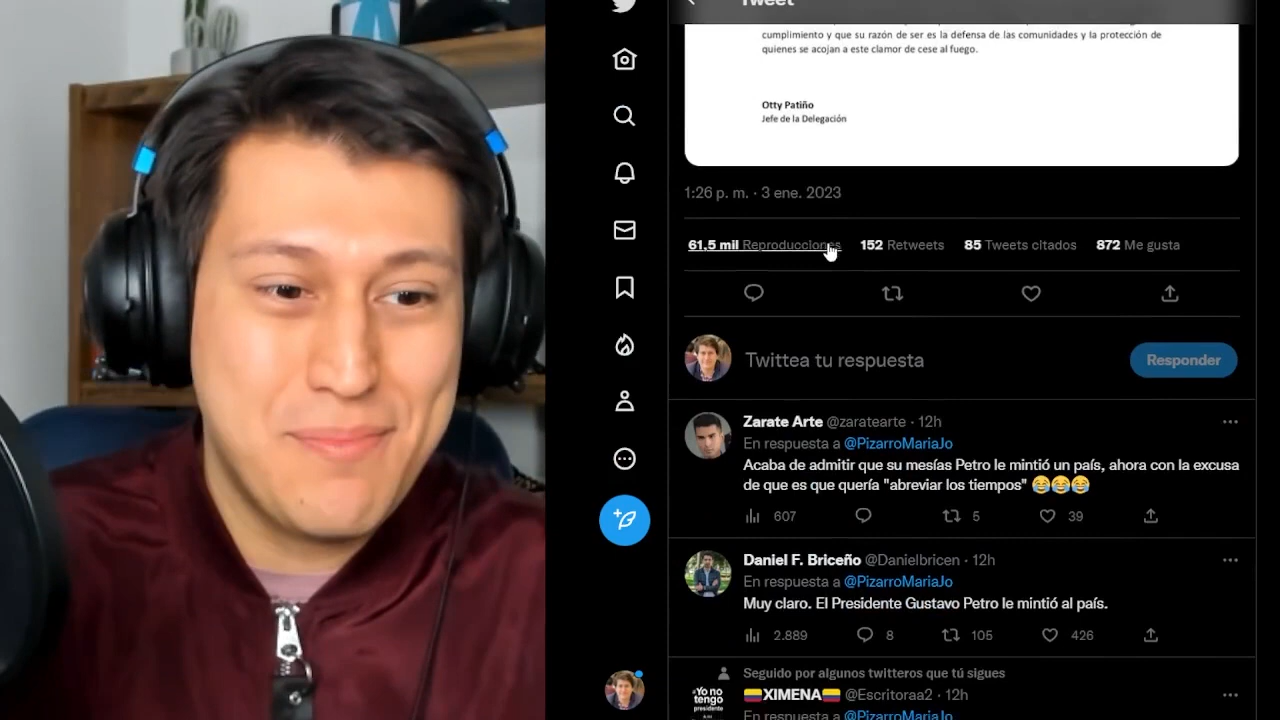 Tweet
cumplimiento y que su razón de ser es la defensa de las comunidades y la protección de
quienes se acojan a este clamor de cese al fuego.
Otty Patiño
Jefe de la Delegación
1:26 p. m. · 3 ene. 2023
61,5 mil Reproducciones 152 Retweets 85 Tweets citados 872 Me gusta
Twittea tu respuesta
Responder
Zarate Arte @zaratearte · 12h
En respuesta a @PizarroMariaJo
Acaba de admitir que su mesías Petro le mintió un país, ahora con la excusa
de que es que quería "abreviar los tiempos" 😂😂😂
607 5 39
Daniel F. Briceño @Danielbricen · 12h
En respuesta a @PizarroMariaJo
Muy claro. El Presidente Gustavo Petro le mintió al país.
2.889 8 105 426
Seguido por algunos twitteros que tú sigues
#Yo no
tengo
presidente
🇨🇴XIMENA🇨🇴 @Escritoraa2 · 12h
En respuesta a @PizarroMariaJo